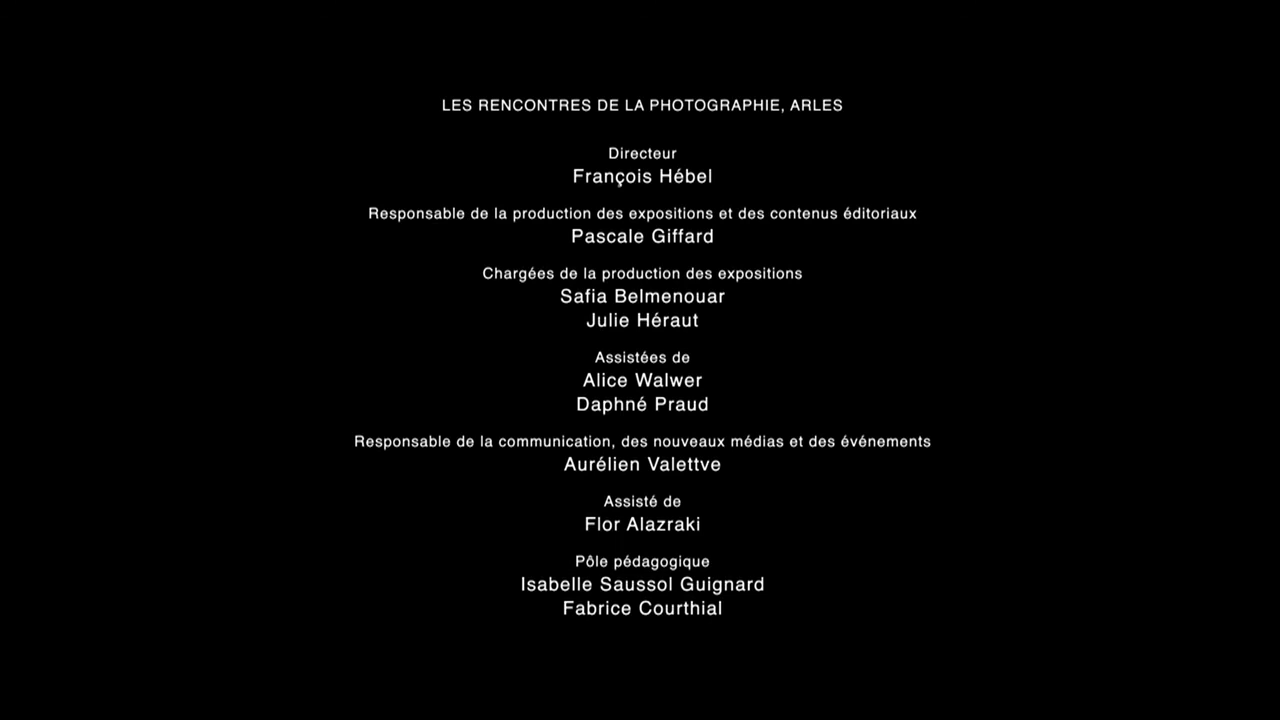 LES RENCONTRES DE LA PHOTOGRAPHIE, ARLES
Directeur
François Hébel
Responsable de la production des expositions et des contenus éditoriaux
Pascale Giffard
Chargées de la production des expositions
Safia Belmenouar
Julie Héraut
Assistées de
Alice Walwer
Daphné Praud
Responsable de la communication, des nouveaux médias et des événements
Aurélien Valettve
Assisté de
Flor Alazraki
Pôle pédagogique
Isabelle Saussol Guignard
Fabrice Courthial